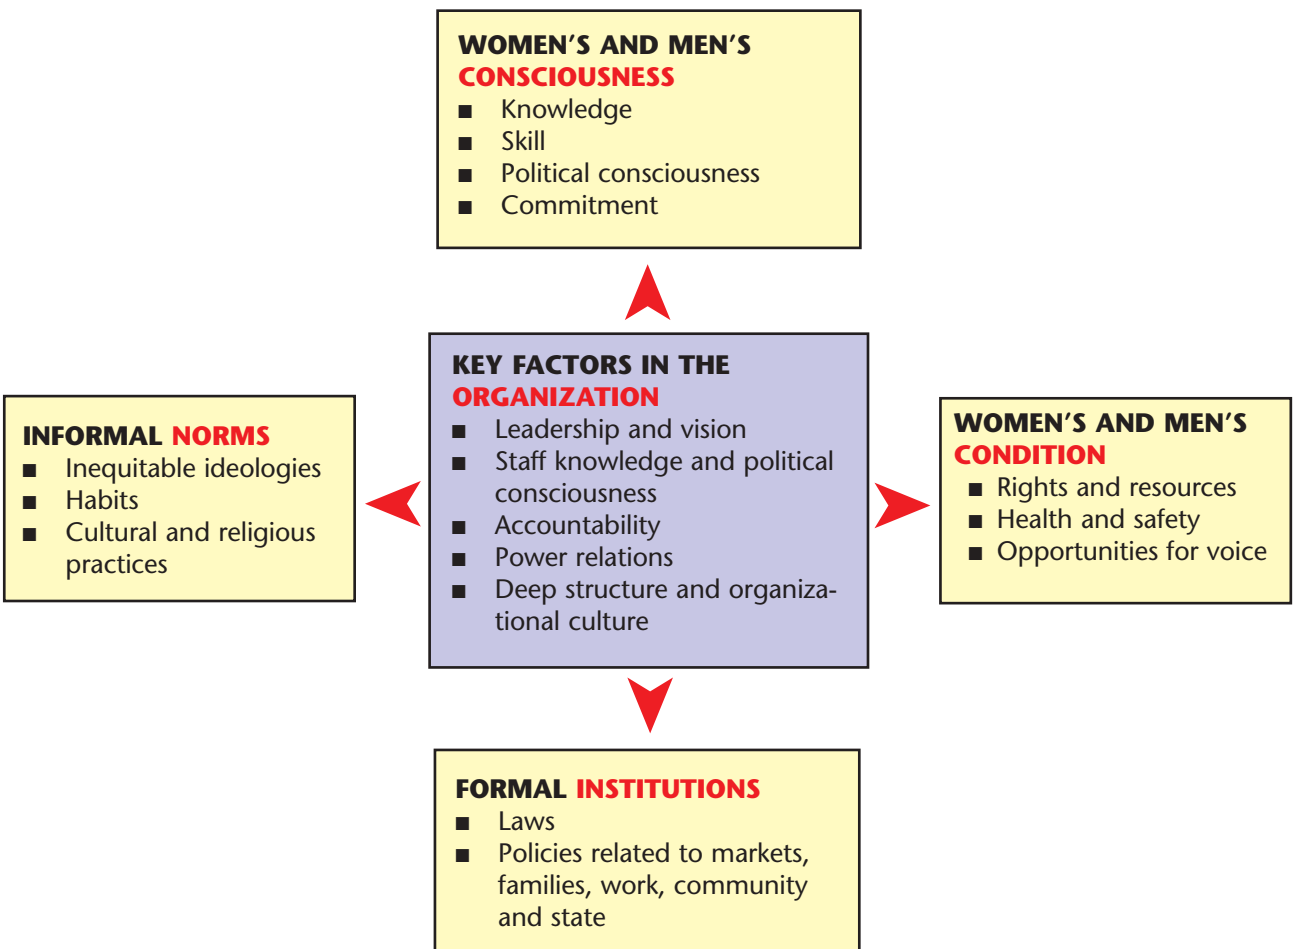 WOMEN'S AND MEN'S
CONSCIOUSNESS
■ Knowledge
■ Skill
■ Political consciousness
■ Commitment
KEY FACTORS IN THE
ORGANIZATION
■ Leadership and vision
■ Staff knowledge and political
consciousness
■ Accountability
■ Power relations
■ Deep structure and organiza-
tional culture
INFORMAL NORMS
■ Inequitable ideologies
■ Habits
■ Cultural and religious
practices
WOMEN'S AND MEN'S
CONDITION
■ Rights and resources
■ Health and safety
■ Opportunities for voice
FORMAL INSTITUTIONS
■ Laws
■ Policies related to markets,
families, work, community
and state